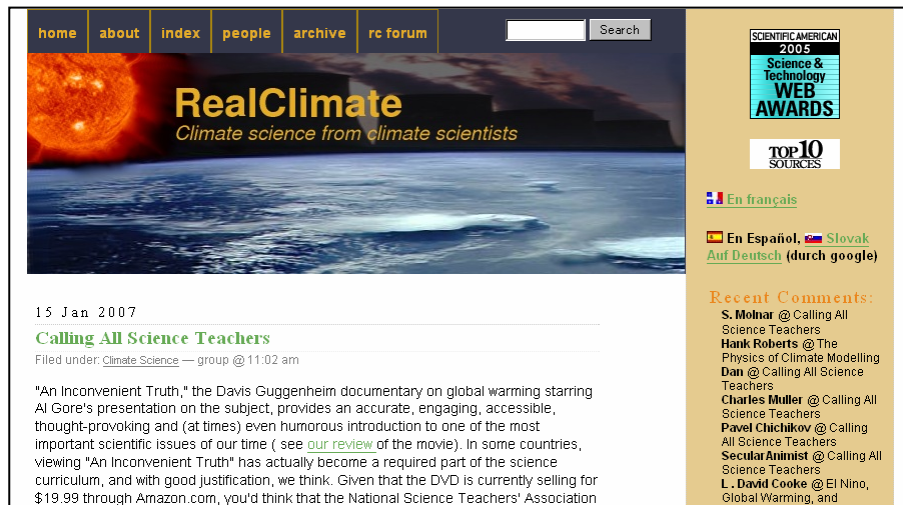 home about index people archive rc forum Search
RealClimate
Climate science from climate scientists
15 Jan 2007
Calling All Science Teachers
Filed under: Climate Science — group @ 11:02 am
"An Inconvenient Truth," the Davis Guggenheim documentary on global warming starring
Al Gore's presentation on the subject, provides an accurate, engaging, accessible,
thought-provoking and (at times) even humorous introduction to one of the most
important scientific issues of our time ( see our review of the movie). In some countries,
viewing "An Inconvenient Truth" has actually become a required part of the science
curriculum, and with good justification, we think. Given that the DVD is currently selling for
$19.99 through Amazon.com, you'd think that the National Science Teachers' Association
SCIENTIFIC AMERICAN
2005
Science &
Technology
WEB
AWARDS
TOP 10
SOURCES
En français
En Español, Slovak
Auf Deutsch (durch google)
Recent Comments:
S. Molnar @ Calling All
Science Teachers
Hank Roberts @ The
Physics of Climate Modelling
Dan @ Calling All Science
Teachers
Charles Muller @ Calling All
Science Teachers
Pavel Chichikov @ Calling
All Science Teachers
SecularAnimist @ Calling All
Science Teachers
L . David Cooke @ El Nino,
Global Warming, and